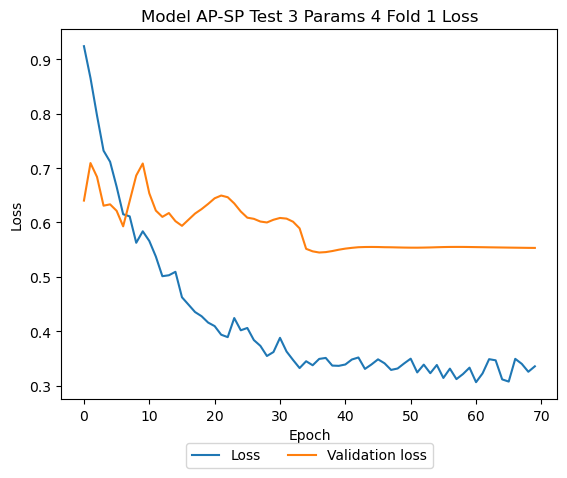 Model AP-SP Test 3 Params 4 Fold 1 Loss
Loss
0.9
0.8
0.7
0.6
0.5
0.4
0.3
0 10 20 30 40 50 60 70
Epoch
Loss Validation loss